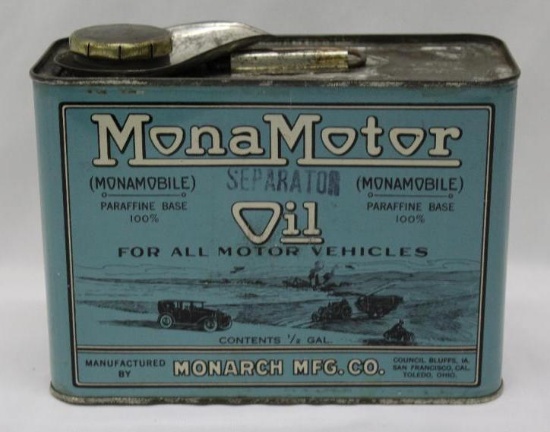 MonaMotor
(MONAMOBILE) SEPARATOR (MONAMOBILE)
PARAFFINE BASE PARAFFINE BASE
100% 100%
Oil
FOR ALL MOTOR VEHICLES
CONTENTS ½ GAL.
MANUFACTURED BY
MONARCH MFG. CO.
COUNCIL BLUFFS, IA.
SAN FRANCISCO, CAL.
TOLEDO, OHIO.